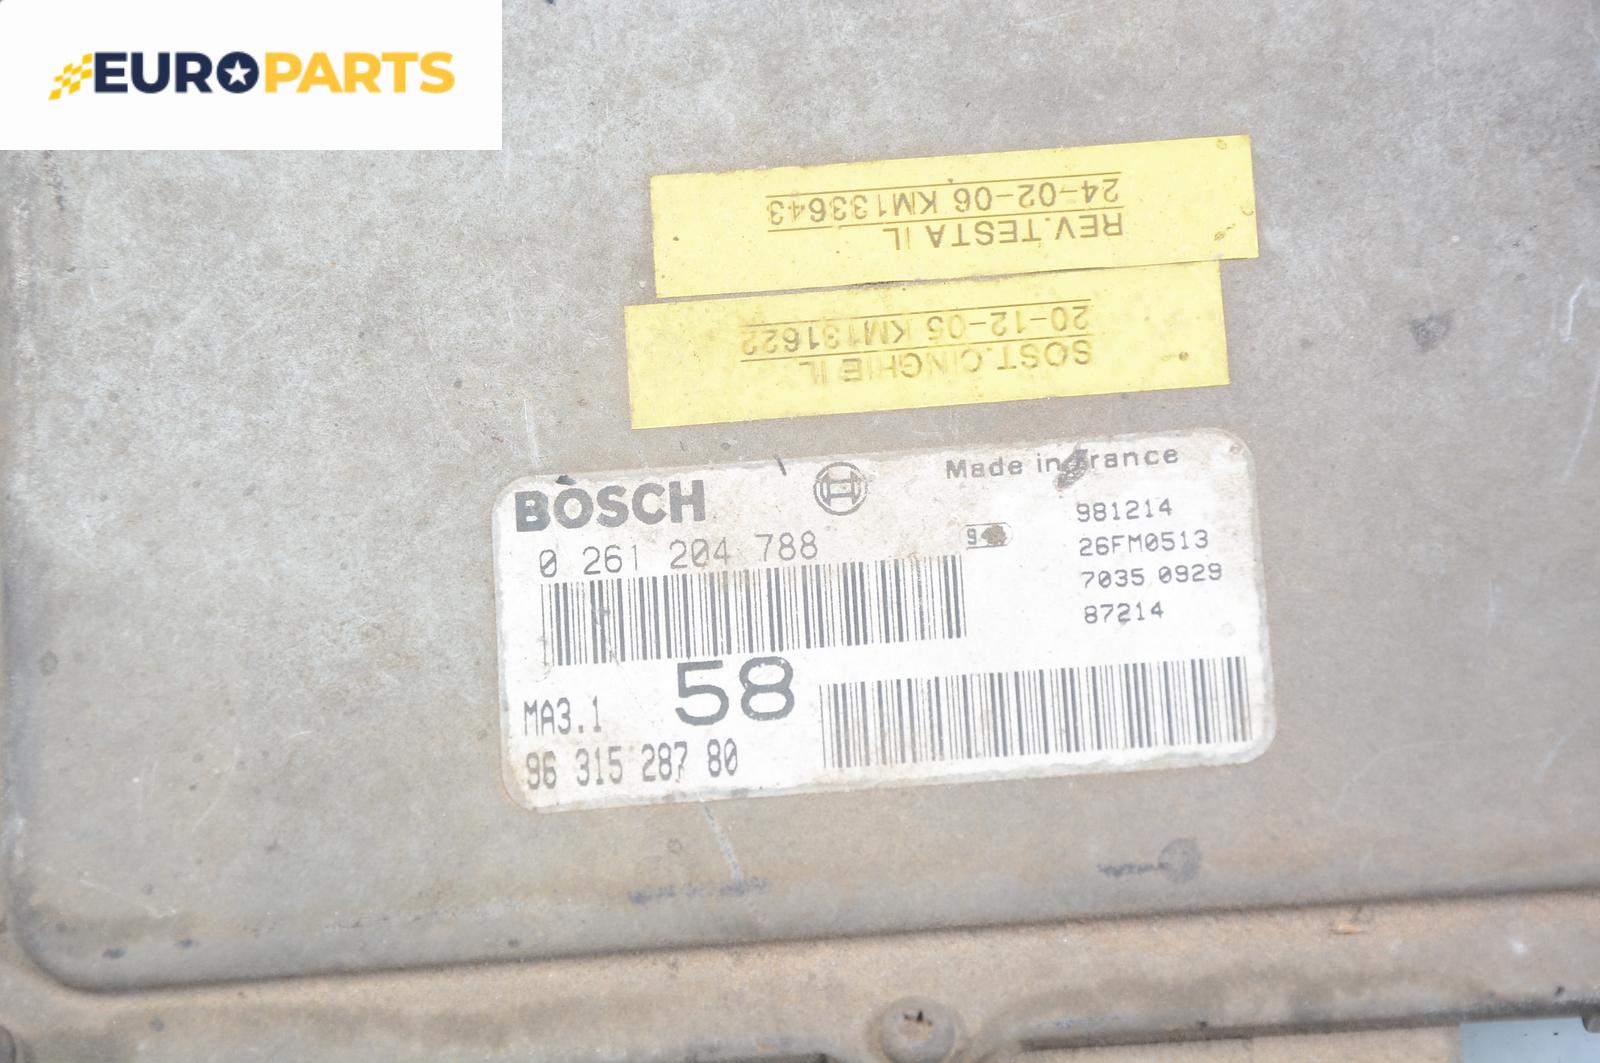 EUROPARTS
REV.TESTA IL
24-02-06 KM133643
SOST.CINGHIE IL
20-12-05 KM131622
BOSCH
Made in France
0 261 204 788
981214
26FM0513
7035 0929
87214
MA3.1
58
96 315 287 80